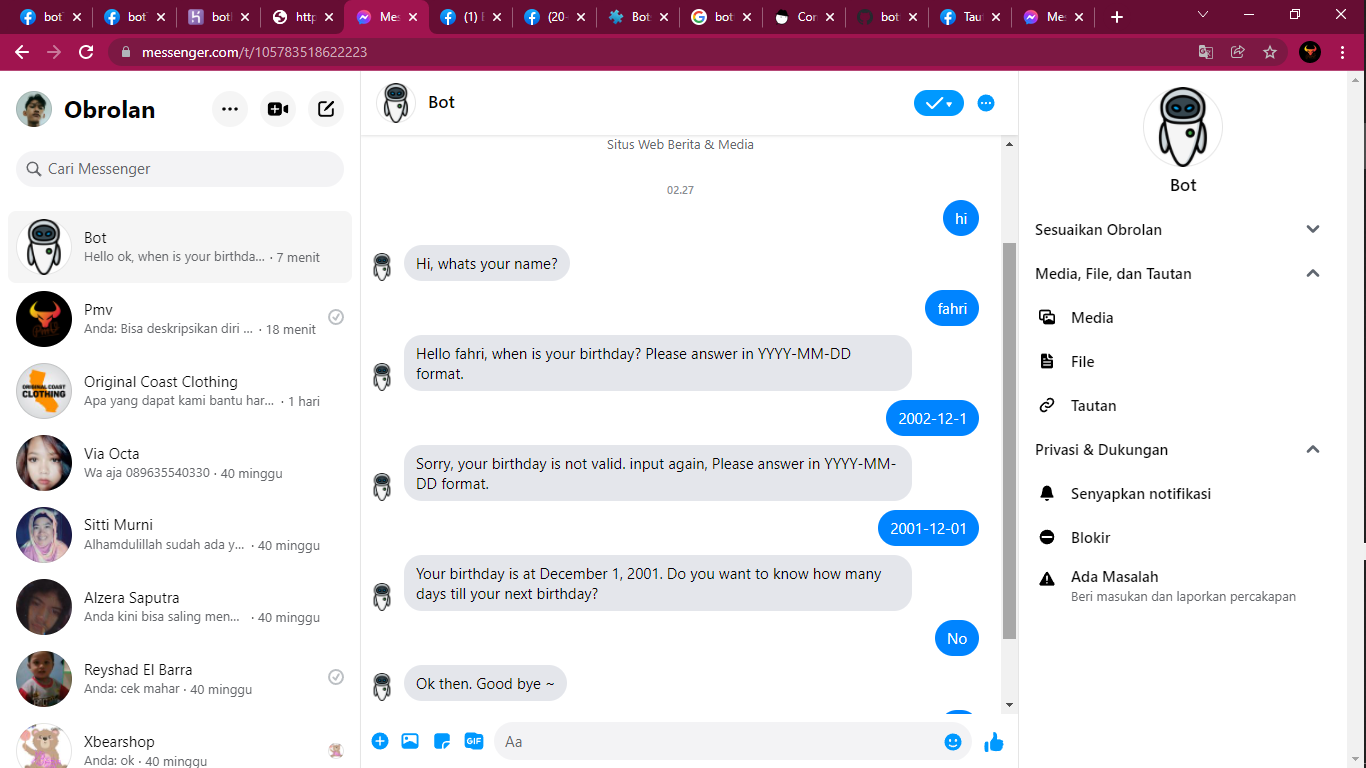 bot
bot
botl
http
Mes
(1) B
(20-
Bots
bot
Cor
bot
Taut
Mes
messenger.com/t/105783518622223
Obrolan
Cari Messenger
Bot
Hello ok, when is your birthda... · 7 menit
Pmv
Anda: Bisa deskripsikan diri ... · 18 menit
ORIGINAL COAST
CLOTHING
Original Coast Clothing
Apa yang dapat kami bantu har... · 1 hari
Via Octa
Wa aja 089635540330 · 40 minggu
Sitti Murni
Alhamdulillah sudah ada y... · 40 minggu
Alzera Saputra
Anda kini bisa saling men... · 40 minggu
Reyshad El Barra
Anda: cek mahar · 40 minggu
Xbearshop
Anda: ok · 40 minggu
Bot
Situs Web Berita & Media
02.27
hi
Hi, whats your name?
fahri
Hello fahri, when is your birthday? Please answer in YYYY-MM-DD
format.
2002-12-1
Sorry, your birthday is not valid. input again, Please answer in YYYY-MM-
DD format.
2001-12-01
Your birthday is at December 1, 2001. Do you want to know how many
days till your next birthday?
No
Ok then. Good bye ~
GIF
Aa
Bot
Sesuaikan Obrolan
Media, File, dan Tautan
Media
File
Tautan
Privasi & Dukungan
Senyapkan notifikasi
Blokir
Ada Masalah
Beri masukan dan laporkan percakapan